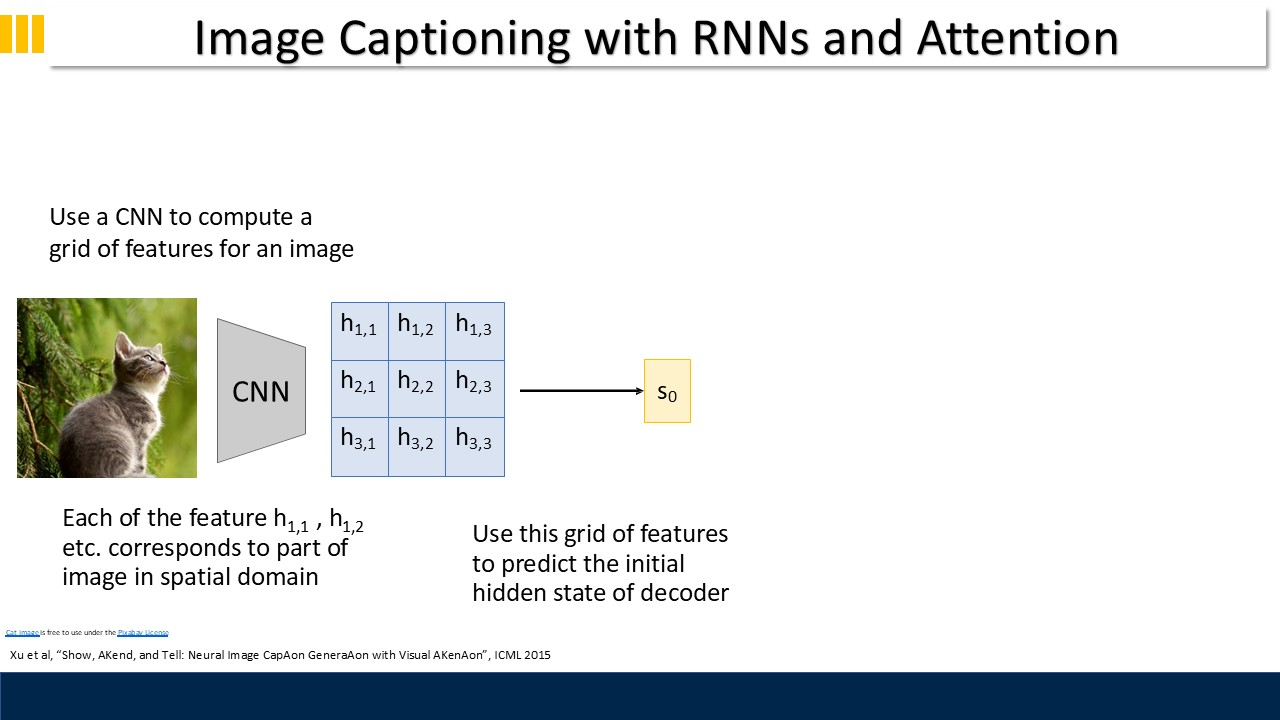 Image Captioning with RNNs and Attention
Use a CNN to compute a
grid of features for an image
CNN
h1,1 h1,2 h1,3
h2,1 h2,2 h2,3
h3,1 h3,2 h3,3
s0
Each of the feature h1,1 , h1,2
etc. corresponds to part of
image in spatial domain
Use this grid of features
to predict the initial
hidden state of decoder
Cat image is free to use under the Pixabay License
Xu et al, “Show, AKend, and Tell: Neural Image CapAon GeneraAon with Visual AKenAon”, ICML 2015